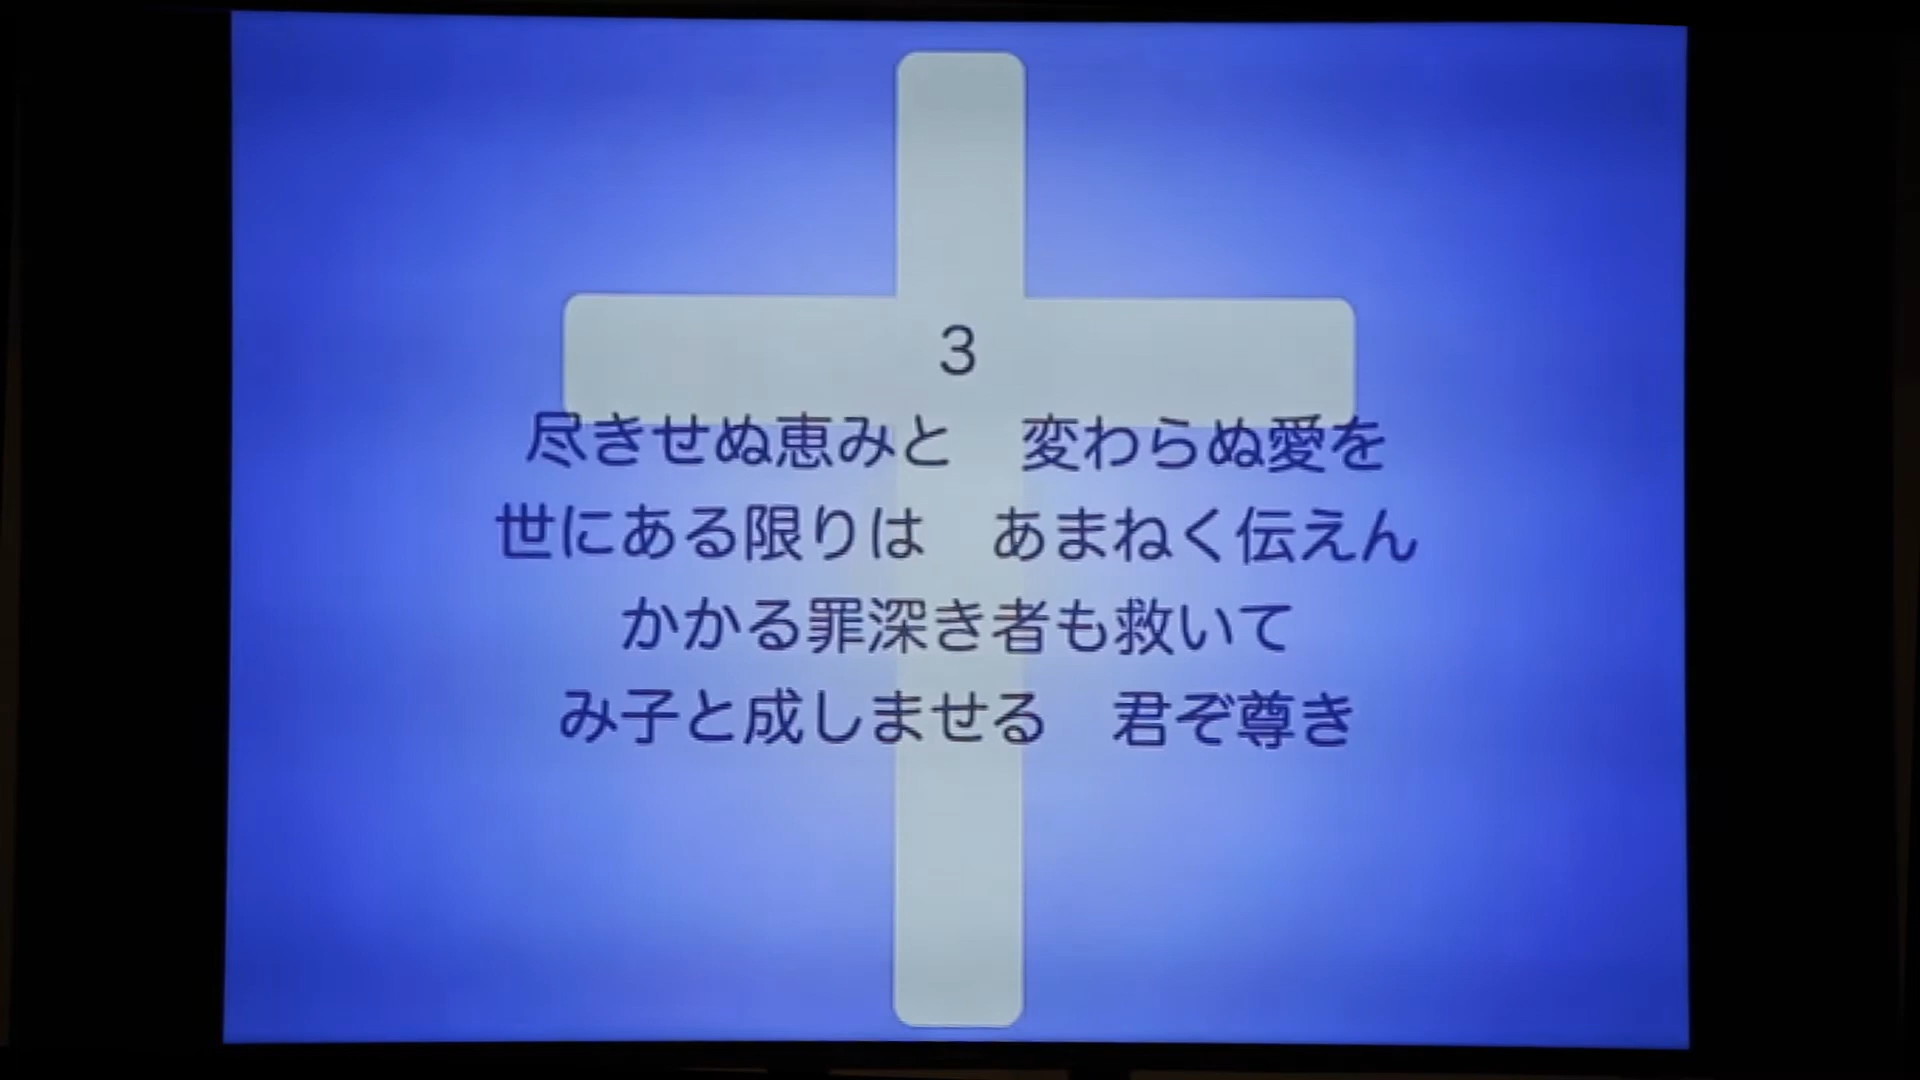 3
尽きせぬ恵みと　変わらぬ愛を
世にある限りは　あまねく伝えん
かかる罪深き者も救いて
み子と成しませる　君ぞ尊き